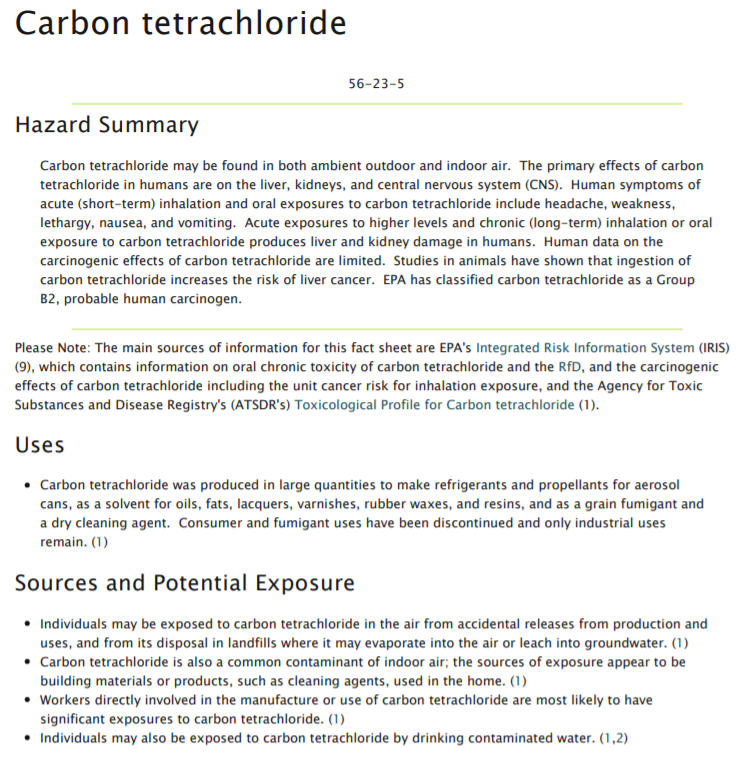 Carbon tetrachloride
56-23-5
Hazard Summary
Carbon tetrachloride may be found in both ambient outdoor and indoor air.  The primary effects of carbon
tetrachloride in humans are on the liver, kidneys, and central nervous system (CNS).  Human symptoms of
acute (short-term) inhalation and oral exposures to carbon tetrachloride include headache, weakness,
lethargy, nausea, and vomiting.  Acute exposures to higher levels and chronic (long-term) inhalation or oral
exposure to carbon tetrachloride produces liver and kidney damage in humans.  Human data on the
carcinogenic effects of carbon tetrachloride are limited.  Studies in animals have shown that ingestion of
carbon tetrachloride increases the risk of liver cancer.  EPA has classified carbon tetrachloride as a Group
B2, probable human carcinogen.
Please Note: The main sources of information for this fact sheet are EPA's Integrated Risk Information System (IRIS)
(9), which contains information on oral chronic toxicity of carbon tetrachloride and the RfD, and the carcinogenic
effects of carbon tetrachloride including the unit cancer risk for inhalation exposure, and the Agency for Toxic
Substances and Disease Registry's (ATSDR's) Toxicological Profile for Carbon tetrachloride (1).
Uses
• Carbon tetrachloride was produced in large quantities to make refrigerants and propellants for aerosol
cans, as a solvent for oils, fats, lacquers, varnishes, rubber waxes, and resins, and as a grain fumigant and
a dry cleaning agent.  Consumer and fumigant uses have been discontinued and only industrial uses
remain. (1)
Sources and Potential Exposure
• Individuals may be exposed to carbon tetrachloride in the air from accidental releases from production and
uses, and from its disposal in landfills where it may evaporate into the air or leach into groundwater. (1)
• Carbon tetrachloride is also a common contaminant of indoor air; the sources of exposure appear to be
building materials or products, such as cleaning agents, used in the home. (1)
• Workers directly involved in the manufacture or use of carbon tetrachloride are most likely to have
significant exposures to carbon tetrachloride. (1)
• Individuals may also be exposed to carbon tetrachloride by drinking contaminated water. (1,2)